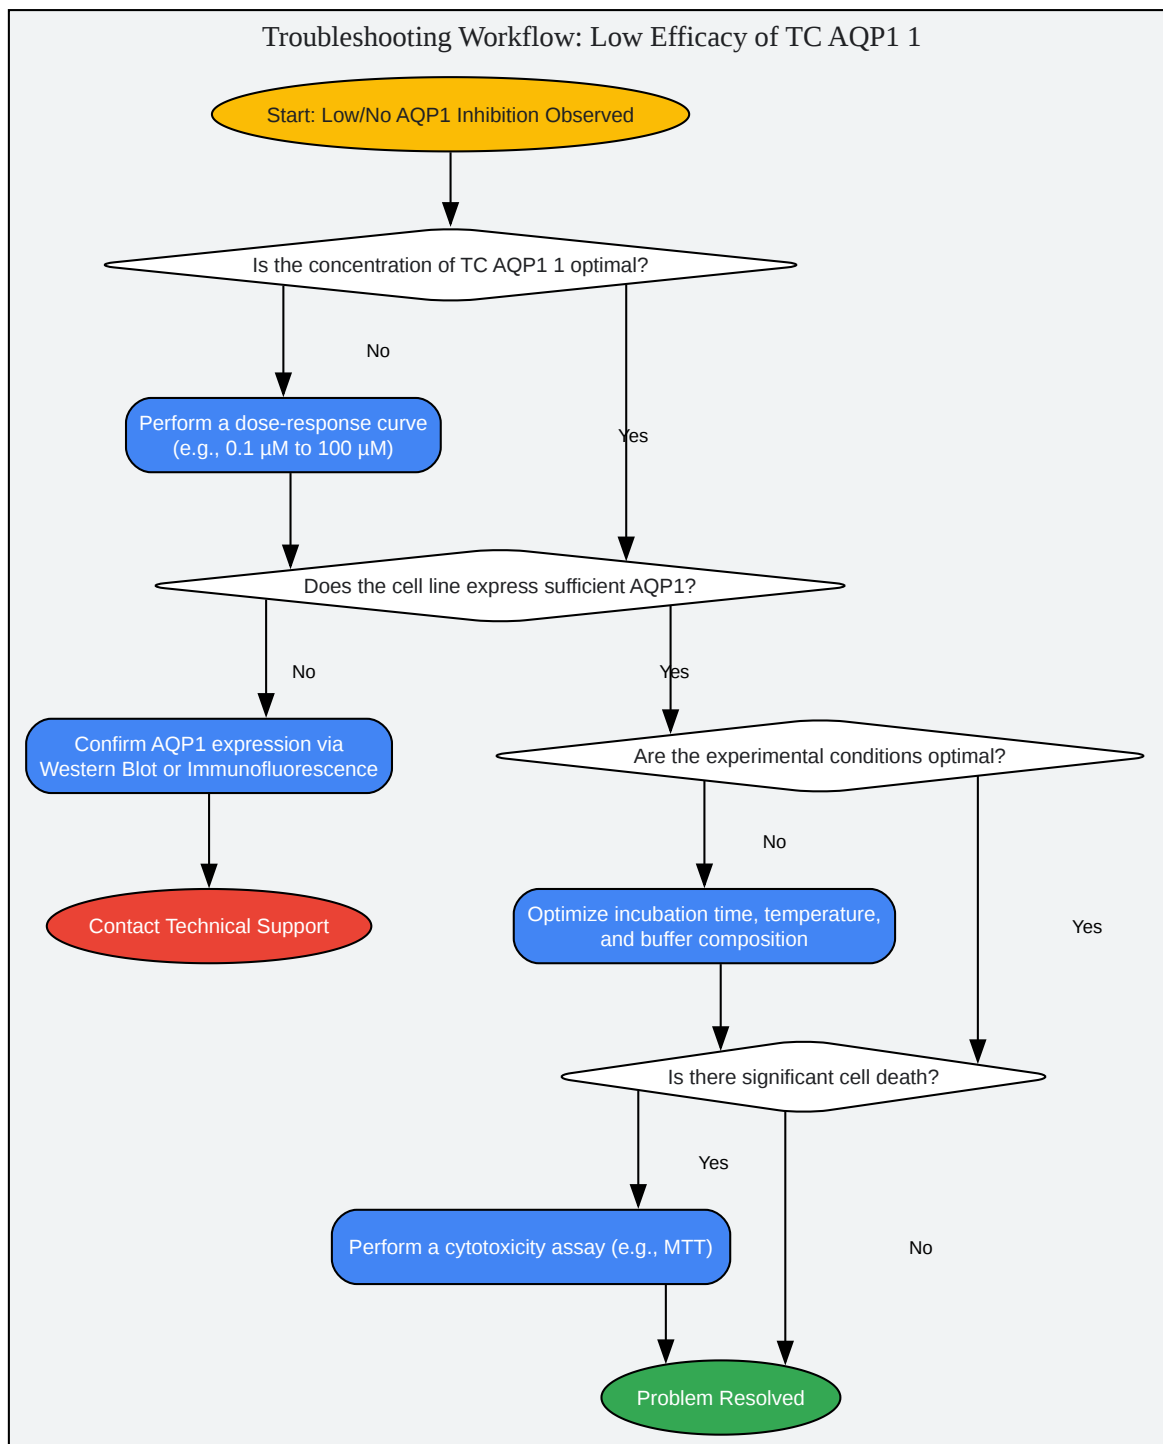 Troubleshooting Workflow: Low Efficacy of TC AQP1 1
Start: Low/No AQP1 Inhibition Observed
Is the concentration of TC AQP1 1 optimal?
No
Perform a dose-response curve
(e.g., 0.1 µM to 100 µM)
Yes
Does the cell line express sufficient AQP1?
No
Yes
Confirm AQP1 expression via
Western Blot or Immunofluorescence
Are the experimental conditions optimal?
No
Contact Technical Support
Optimize incubation time, temperature,
and buffer composition
Yes
Is there significant cell death?
Yes
Perform a cytotoxicity assay (e.g., MTT)
No
Problem Resolved